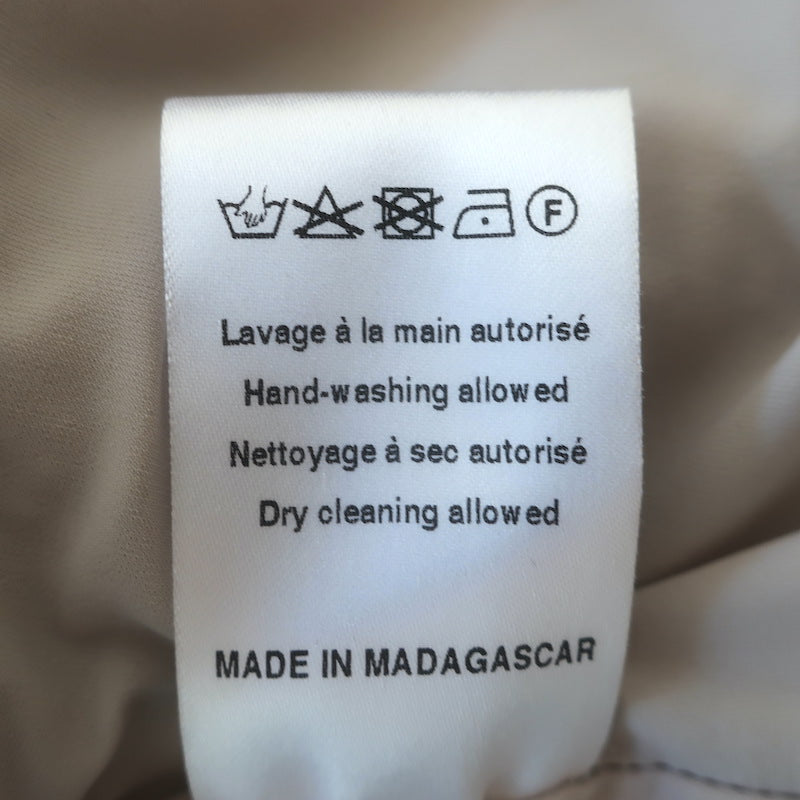 F
Lavage à la main autorisé
Hand-washing allowed
Nettoyage à sec autorisé
Dry cleaning allowed
MADE IN MADAGASCAR